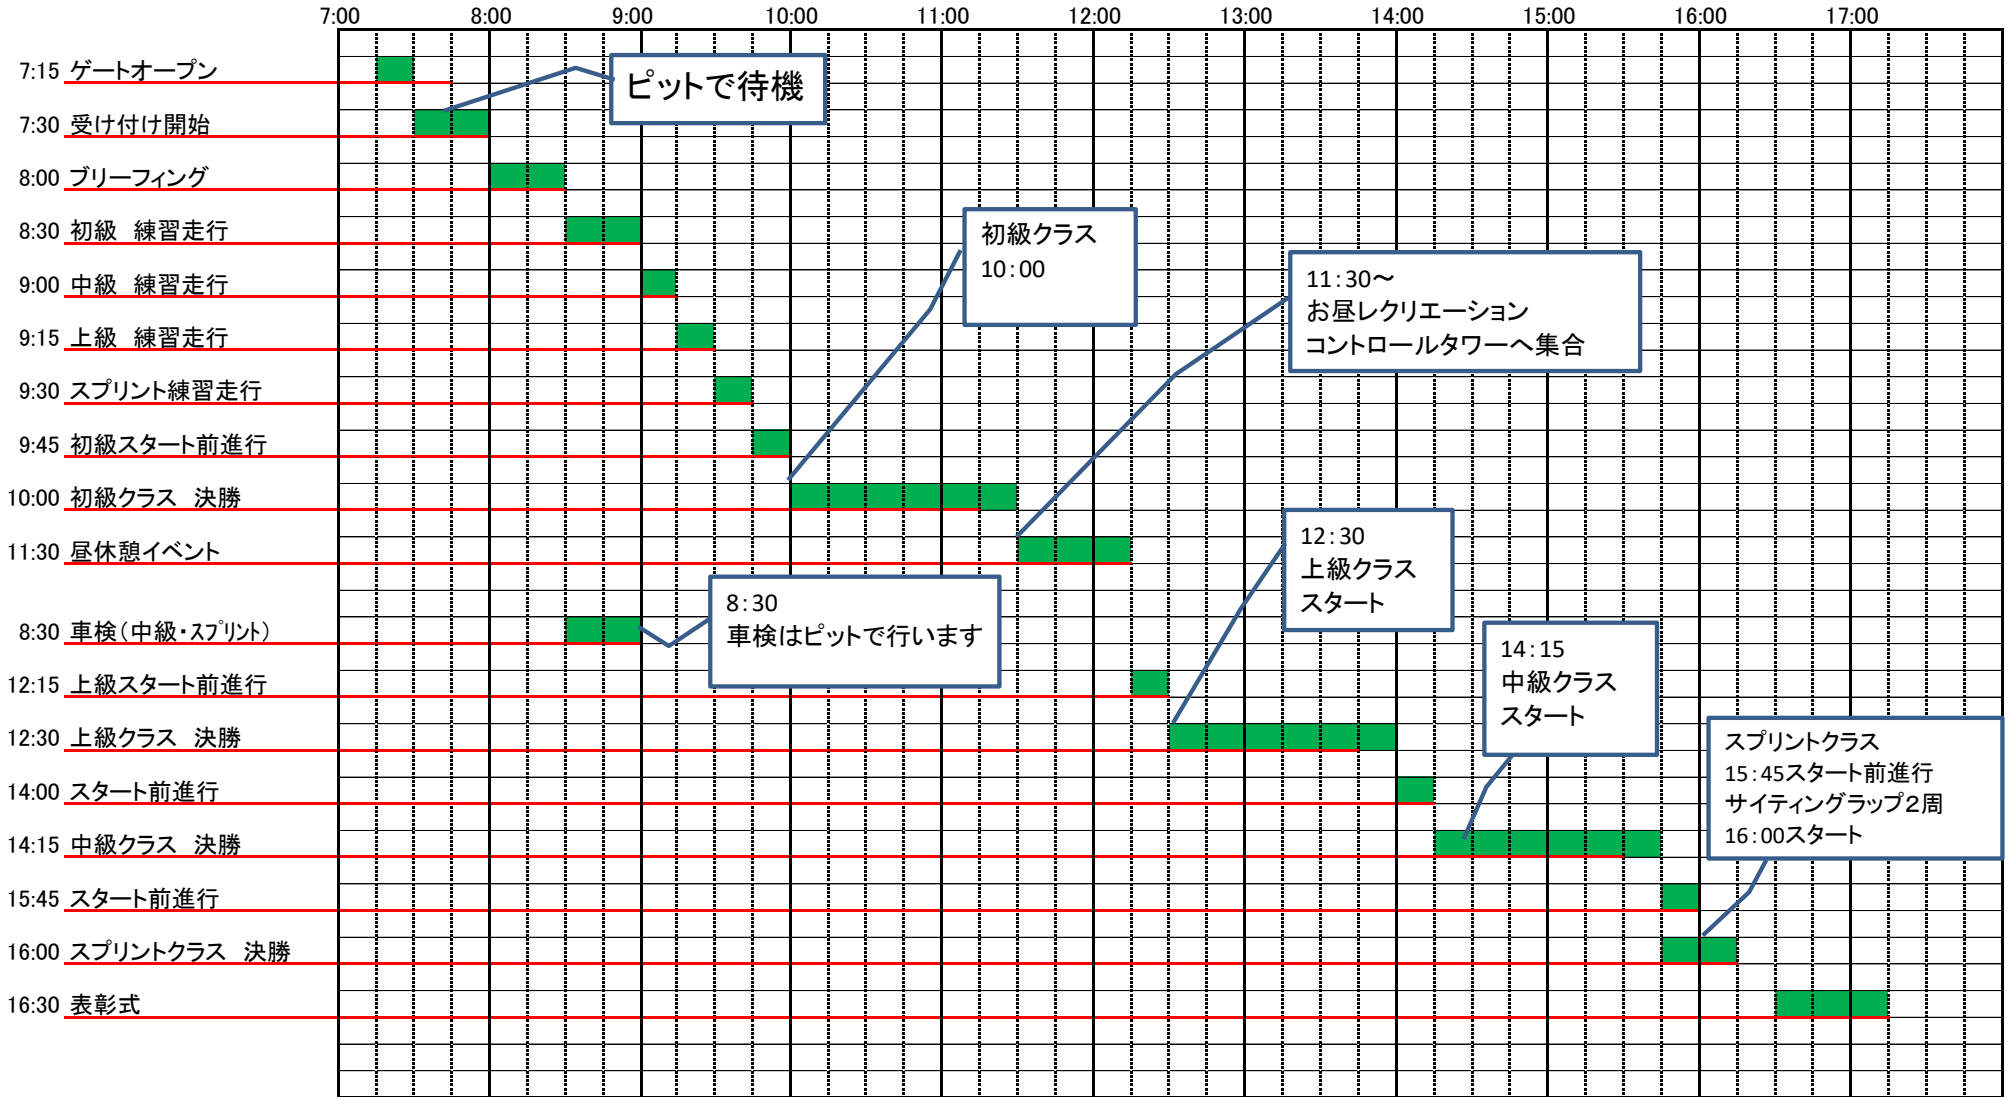 7:00 8:00 9:00 10:00 11:00 12:00 13:00 14:00 15:00 16:00 17:00
7:15 ゲートオープン
ピットで待機
7:30 受け付け開始
8:00 ブリーフィング
8:30 初級　練習走行
初級クラス
10:00
9:00 中級　練習走行
11:30～
お昼レクリエーション
コントロールタワーへ集合
9:15 上級　練習走行
9:30 スプリント練習走行
9:45 初級スタート前進行
10:00 初級クラス　決勝
11:30 昼休憩イベント
12:30
上級クラス
スタート
8:30 車検（中級・スプリント）
8:30
車検はピットで行います
12:15 上級スタート前進行
14:15
中級クラス
スタート
12:30 上級クラス　決勝
スプリントクラス
15:45スタート前進行
サイティングラップ２周
16:00スタート
14:00 スタート前進行
14:15 中級クラス　決勝
15:45 スタート前進行
16:00 スプリントクラス　決勝
16:30 表彰式